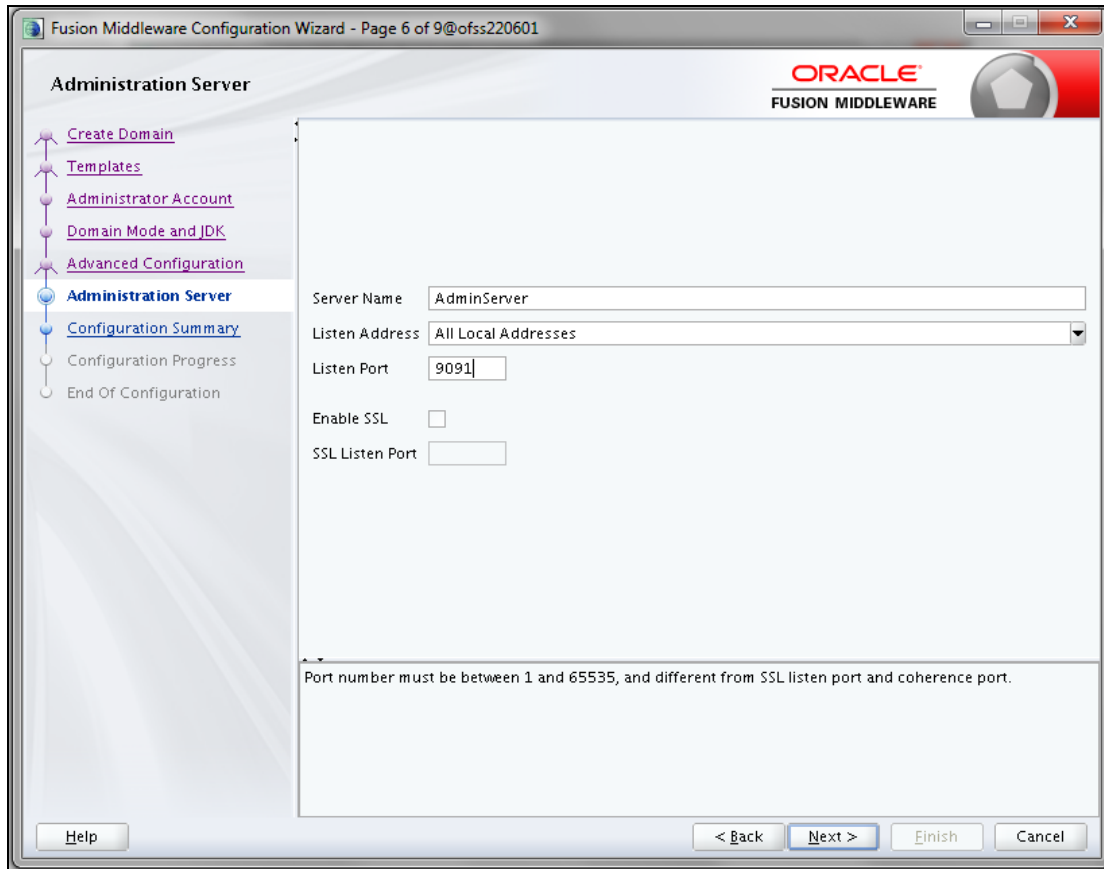 Fusion Middleware Configuration Wizard - Page 6 of 9@ofss220601
Administration Server
ORACLE
FUSION MIDDLEWARE
Create Domain
Templates
Administrator Account
Domain Mode and JDK
Advanced Configuration
Administration Server
Configuration Summary
Configuration Progress
End Of Configuration
Server Name AdminServer
Listen Address All Local Addresses
Listen Port 9091
Enable SSL
SSL Listen Port
Port number must be between 1 and 65535, and different from SSL listen port and coherence port.
Help < Back Next > Finish Cancel